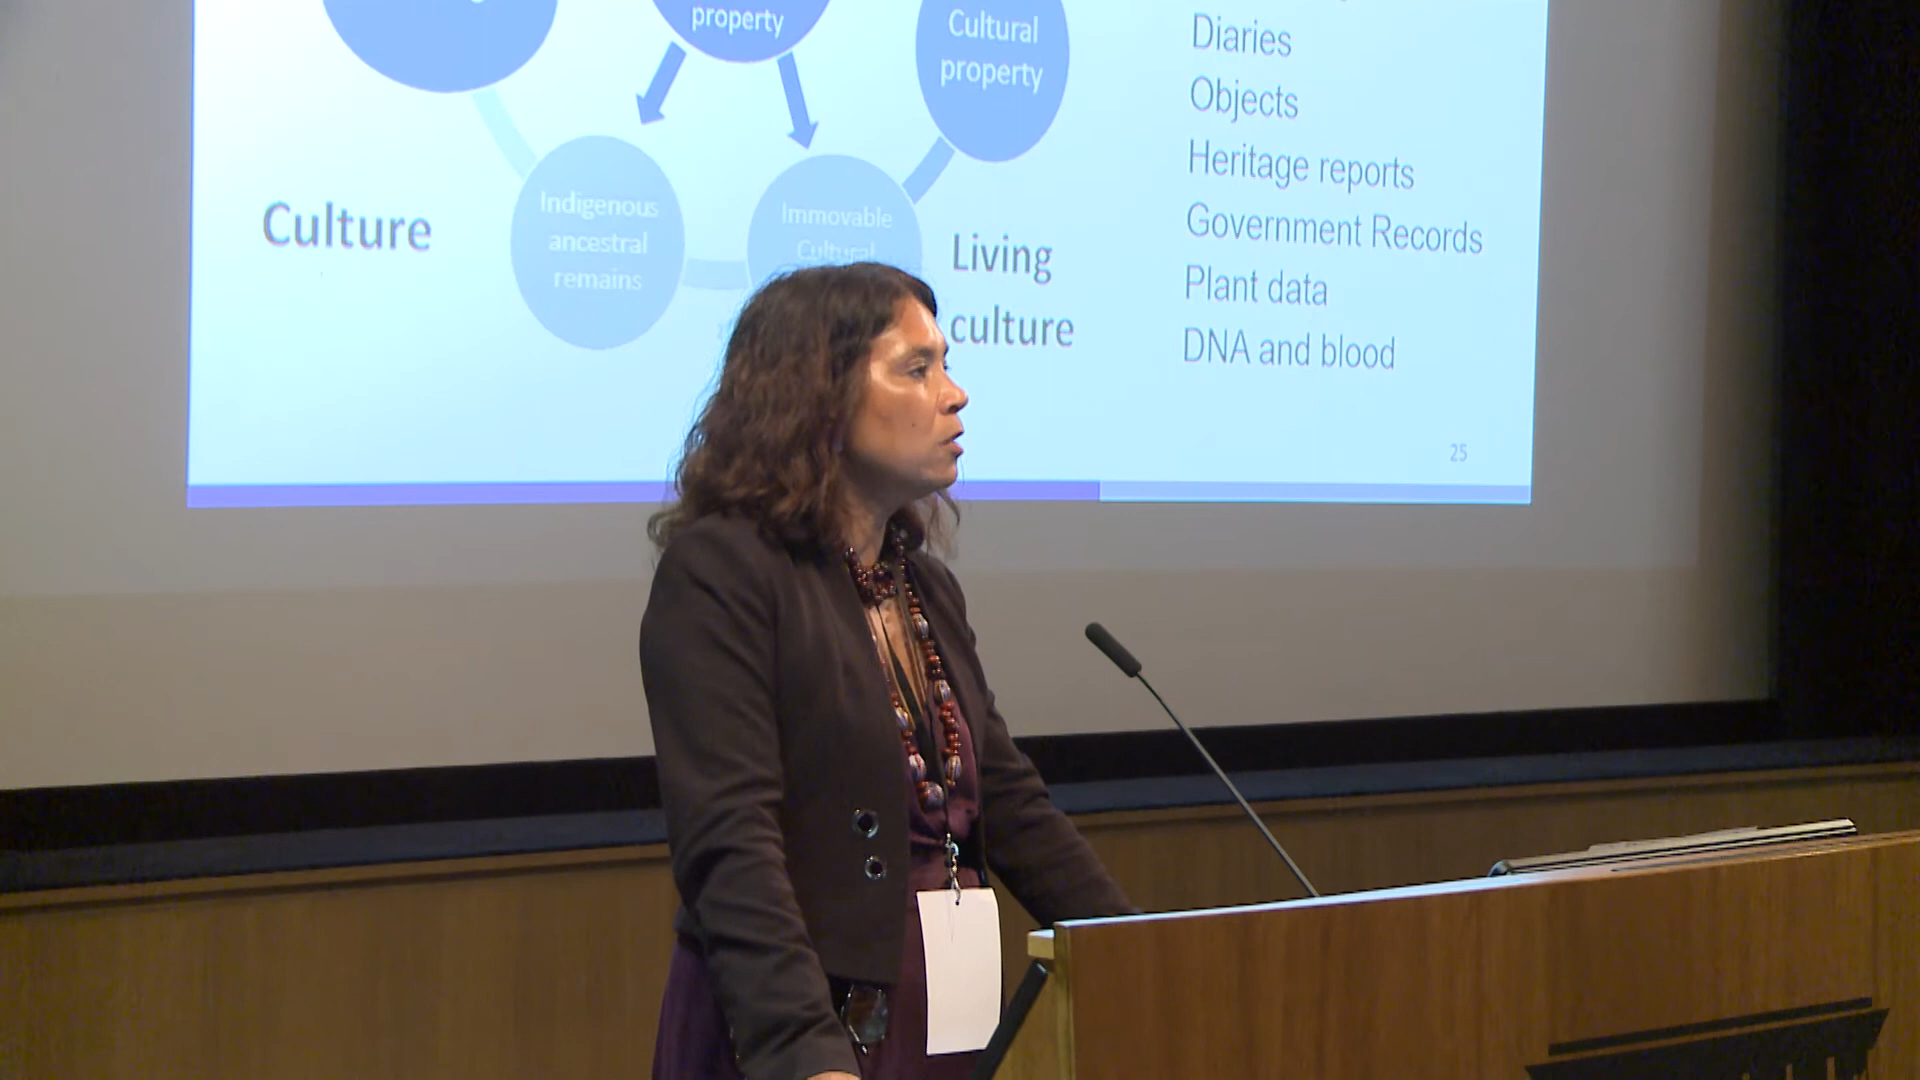 property
Cultural
property
Indigenous
ancestral
remains
Immovable
Cultural
Culture
Living
culture
Diaries
Objects
Heritage reports
Government Records
Plant data
DNA and blood
25